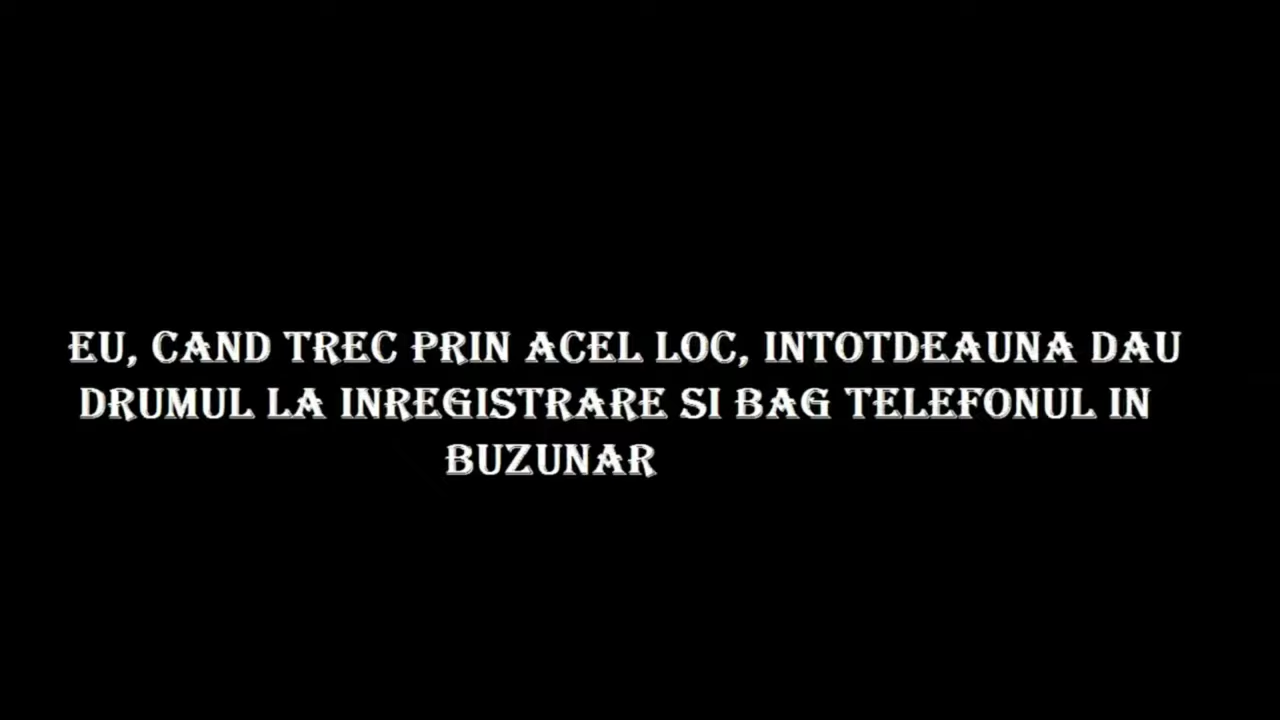 EU, CAND TREC PRIN ACEL LOC, INTOTDEAUNA DAU
DRUMUL LA INREGISTRARE SI BAG TELEFONUL IN
BUZUNAR